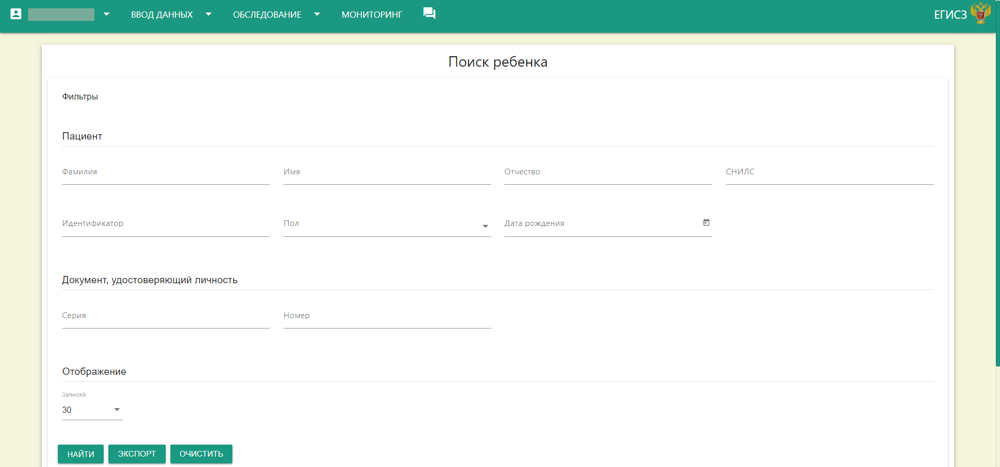 ВВОД ДАННЫХ ОБСЛЕДОВАНИЕ МОНИТОРИНГ ЕГИСЗ
Поиск ребенка
Фильтры
Пациент
Фамилия Имя Отчество СНИЛС
Идентификатор Пол Дата рождения
Документ, удостоверяющий личность
Серия Номер
Отображение
Записей
30
НАЙТИ ЭКСПОРТ ОЧИСТИТЬ